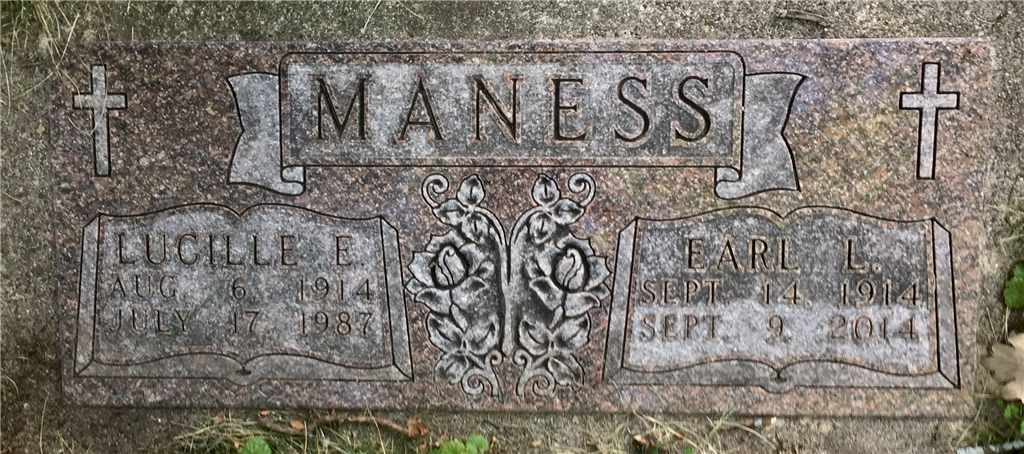 MANESS
LUCILLE E.
AUG. 6, 1914
JULY 17, 1987
EARL L.
SEPT. 14, 1914
SEPT. 9, 2014